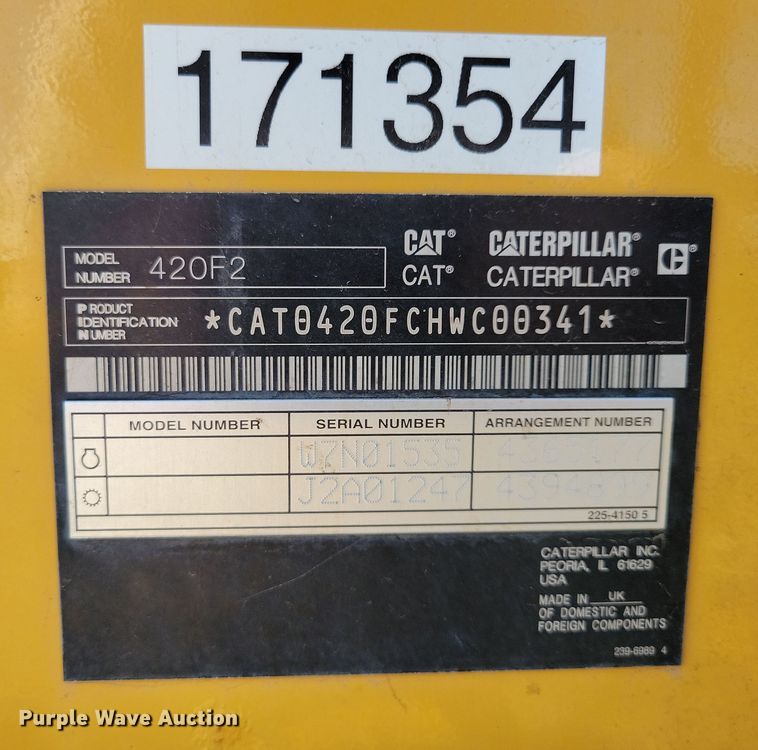 171354
CAT® CATERPILLAR®
MODEL NUMBER 420F2
CAT® CATERPILLAR®
PRODUCT IDENTIFICATION NUMBER *CAT0420FCHWC00341*
MODEL NUMBER SERIAL NUMBER ARRANGEMENT NUMBER
W7N01535
J2A01247
225-4150 5
CATERPILLAR INC.
PEORIA, IL 61629
USA
MADE IN UK
OF DOMESTIC AND
FOREIGN COMPONENTS
239-6989 4
Purple Wave Auction